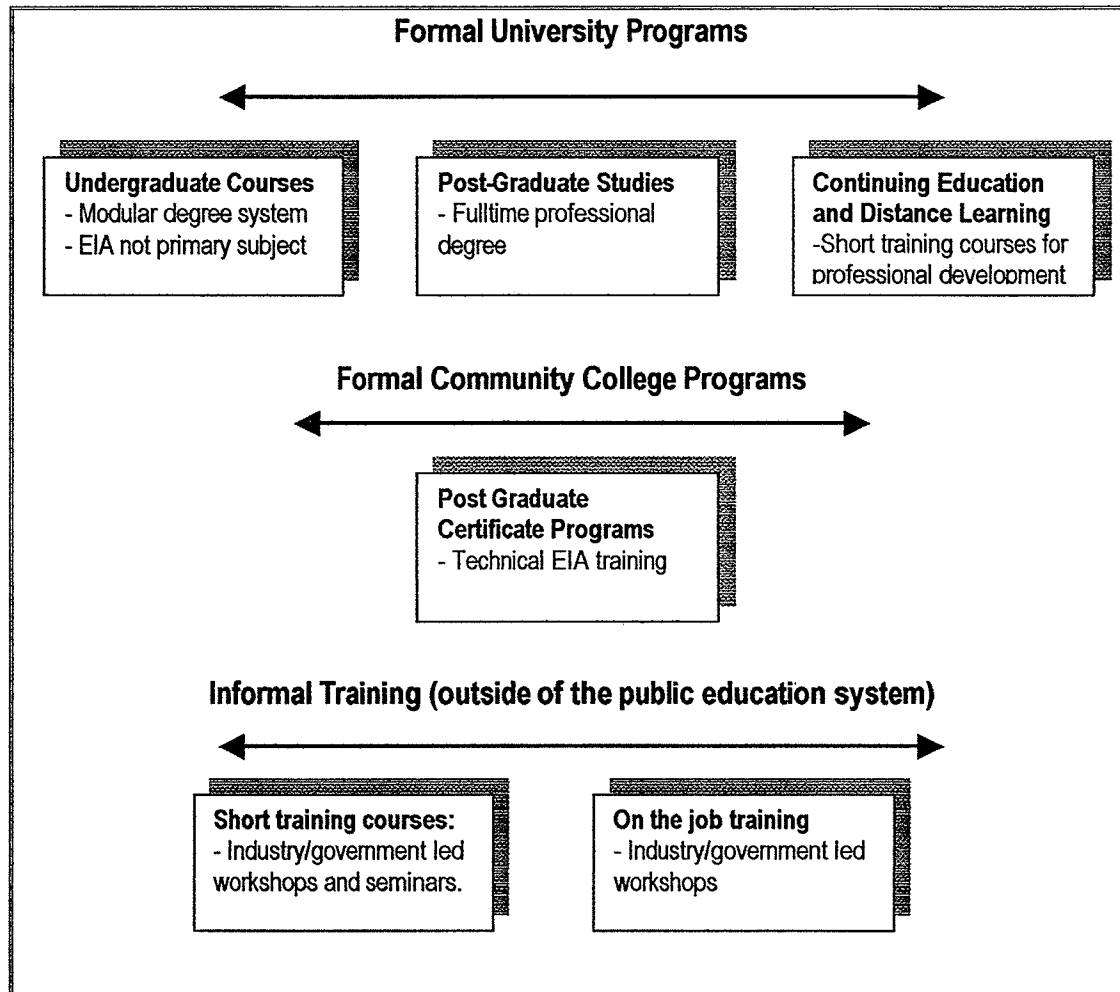 Formal University Programs
Undergraduate Courses
- Modular degree system
- EIA not primary subject
Post-Graduate Studies
- Fulltime professional
degree
Continuing Education
and Distance Learning
-Short training courses for
professional development
Formal Community College Programs
Post Graduate
Certificate Programs
- Technical EIA training
Informal Training (outside of the public education system)
Short training courses:
- Industry/government led
workshops and seminars.
On the job training
- Industry/government led
workshops